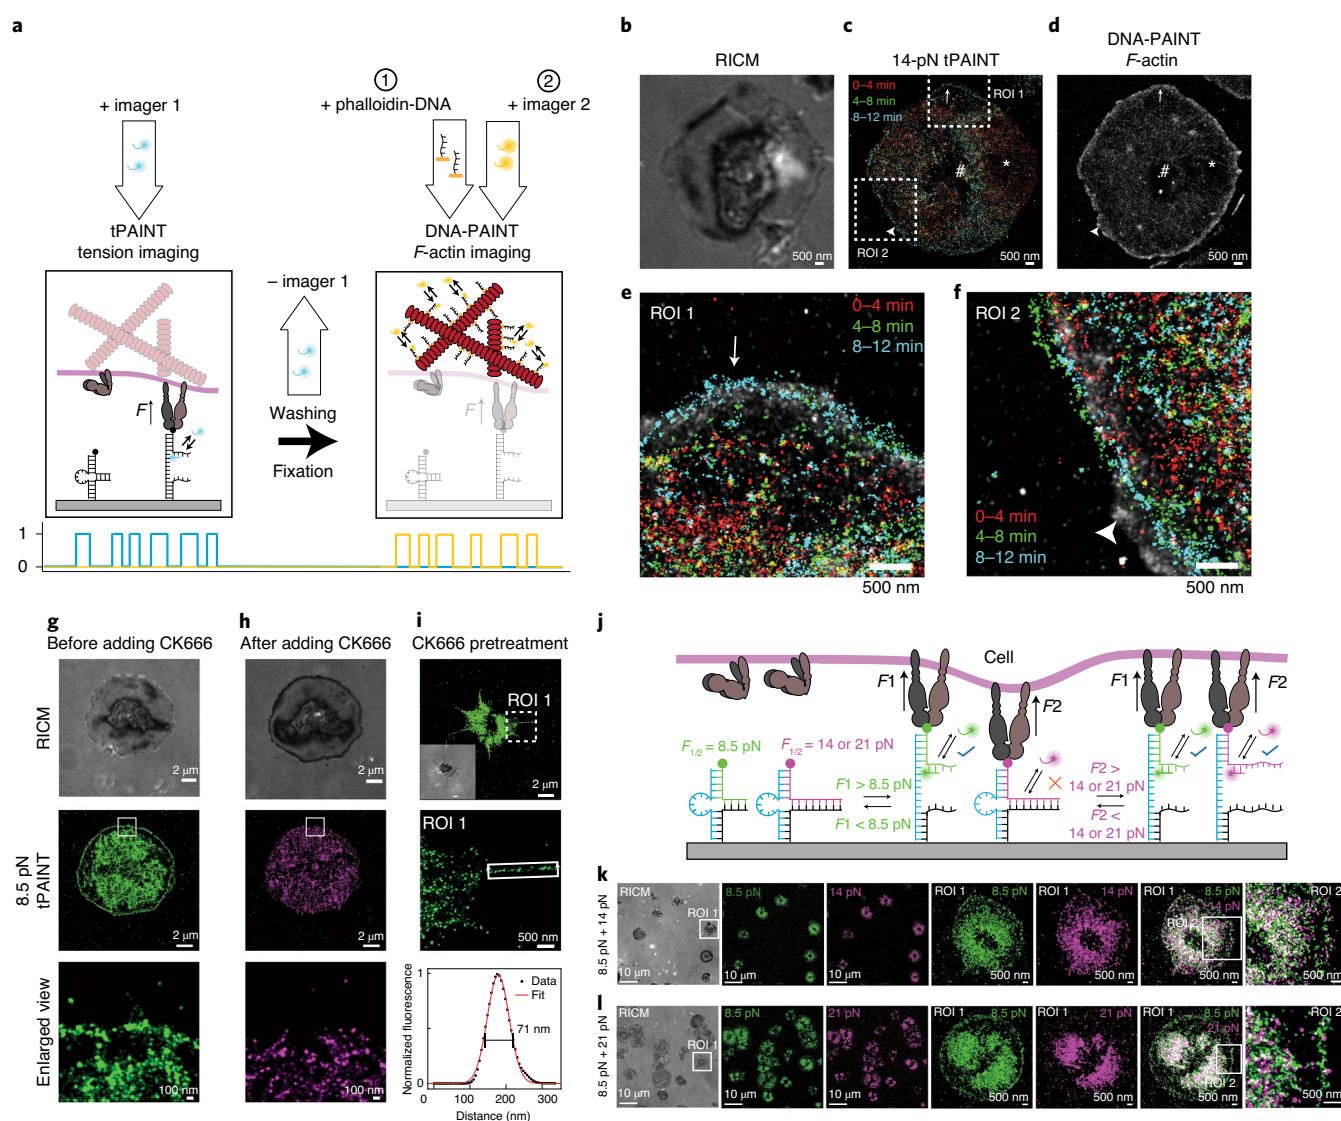 a
+ imager 1
1
+ phalloidin-DNA
2
+ imager 2
tPAINT
tension imaging
DNA-PAINT
F-actin imaging
– imager 1
F
Washing
Fixation
F
1
0
b
RICM
500 nm
c
14-pN tPAINT
0–4 min
4–8 min
8–12 min
ROI 1
#
*
ROI 2
500 nm
d
DNA-PAINT
F-actin
#
*
500 nm
e
ROI 1
0–4 min
4–8 min
8–12 min
500 nm
f
ROI 2
0–4 min
4–8 min
8–12 min
500 nm
g
Before adding CK666
h
After adding CK666
i
CK666 pretreatment
RICM
2 µm
2 µm
ROI 1
2 µm
8.5 pN
tPAINT
2 µm
2 µm
ROI 1
500 nm
Enlarged view
100 nm
100 nm
Normalized fluorescence
1
0
Data
Fit
71 nm
0 100 200 300
Distance (nm)
j
Cell
F1
F2
F1
F2
F1/2 = 8.5 pN
F1/2 = 14 or 21 pN
F1 > 8.5 pN
F1 < 8.5 pN
F2 >
14 or 21 pN
F2 <
14 or 21 pN
k
8.5 pN + 14 pN
RICM
ROI 1
10 µm
8.5 pN
10 µm
14 pN
10 µm
ROI 1 8.5 pN
500 nm
ROI 1 14 pN
500 nm
ROI 1 8.5 pN
14 pN
ROI 2
500 nm
ROI 2
500 nm
l
8.5 pN + 21 pN
RICM
ROI 1
10 µm
8.5 pN
10 µm
21 pN
10 µm
ROI 1 8.5 pN
500 nm
ROI 1 21 pN
500 nm
ROI 1 8.5 pN
21 pN
ROI 2
500 nm
ROI 2
500 nm